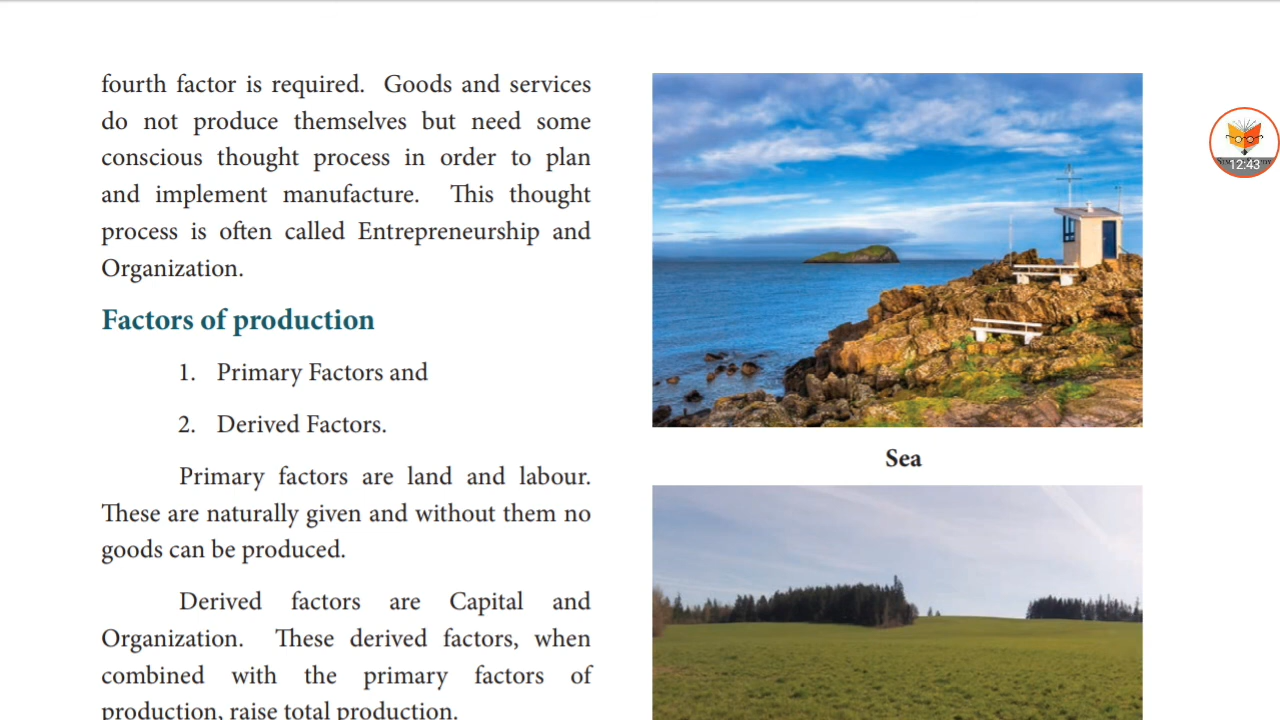 fourth factor is required. Goods and services
do not produce themselves but need some
conscious thought process in order to plan
and implement manufacture. This thought
process is often called Entrepreneurship and
Organization.
Factors of production
1. Primary Factors and
2. Derived Factors.
Primary factors are land and labour.
These are naturally given and without them no
goods can be produced.
Derived factors are Capital and
Organization. These derived factors, when
combined with the primary factors of
production, raise total production.
Sea
12:43